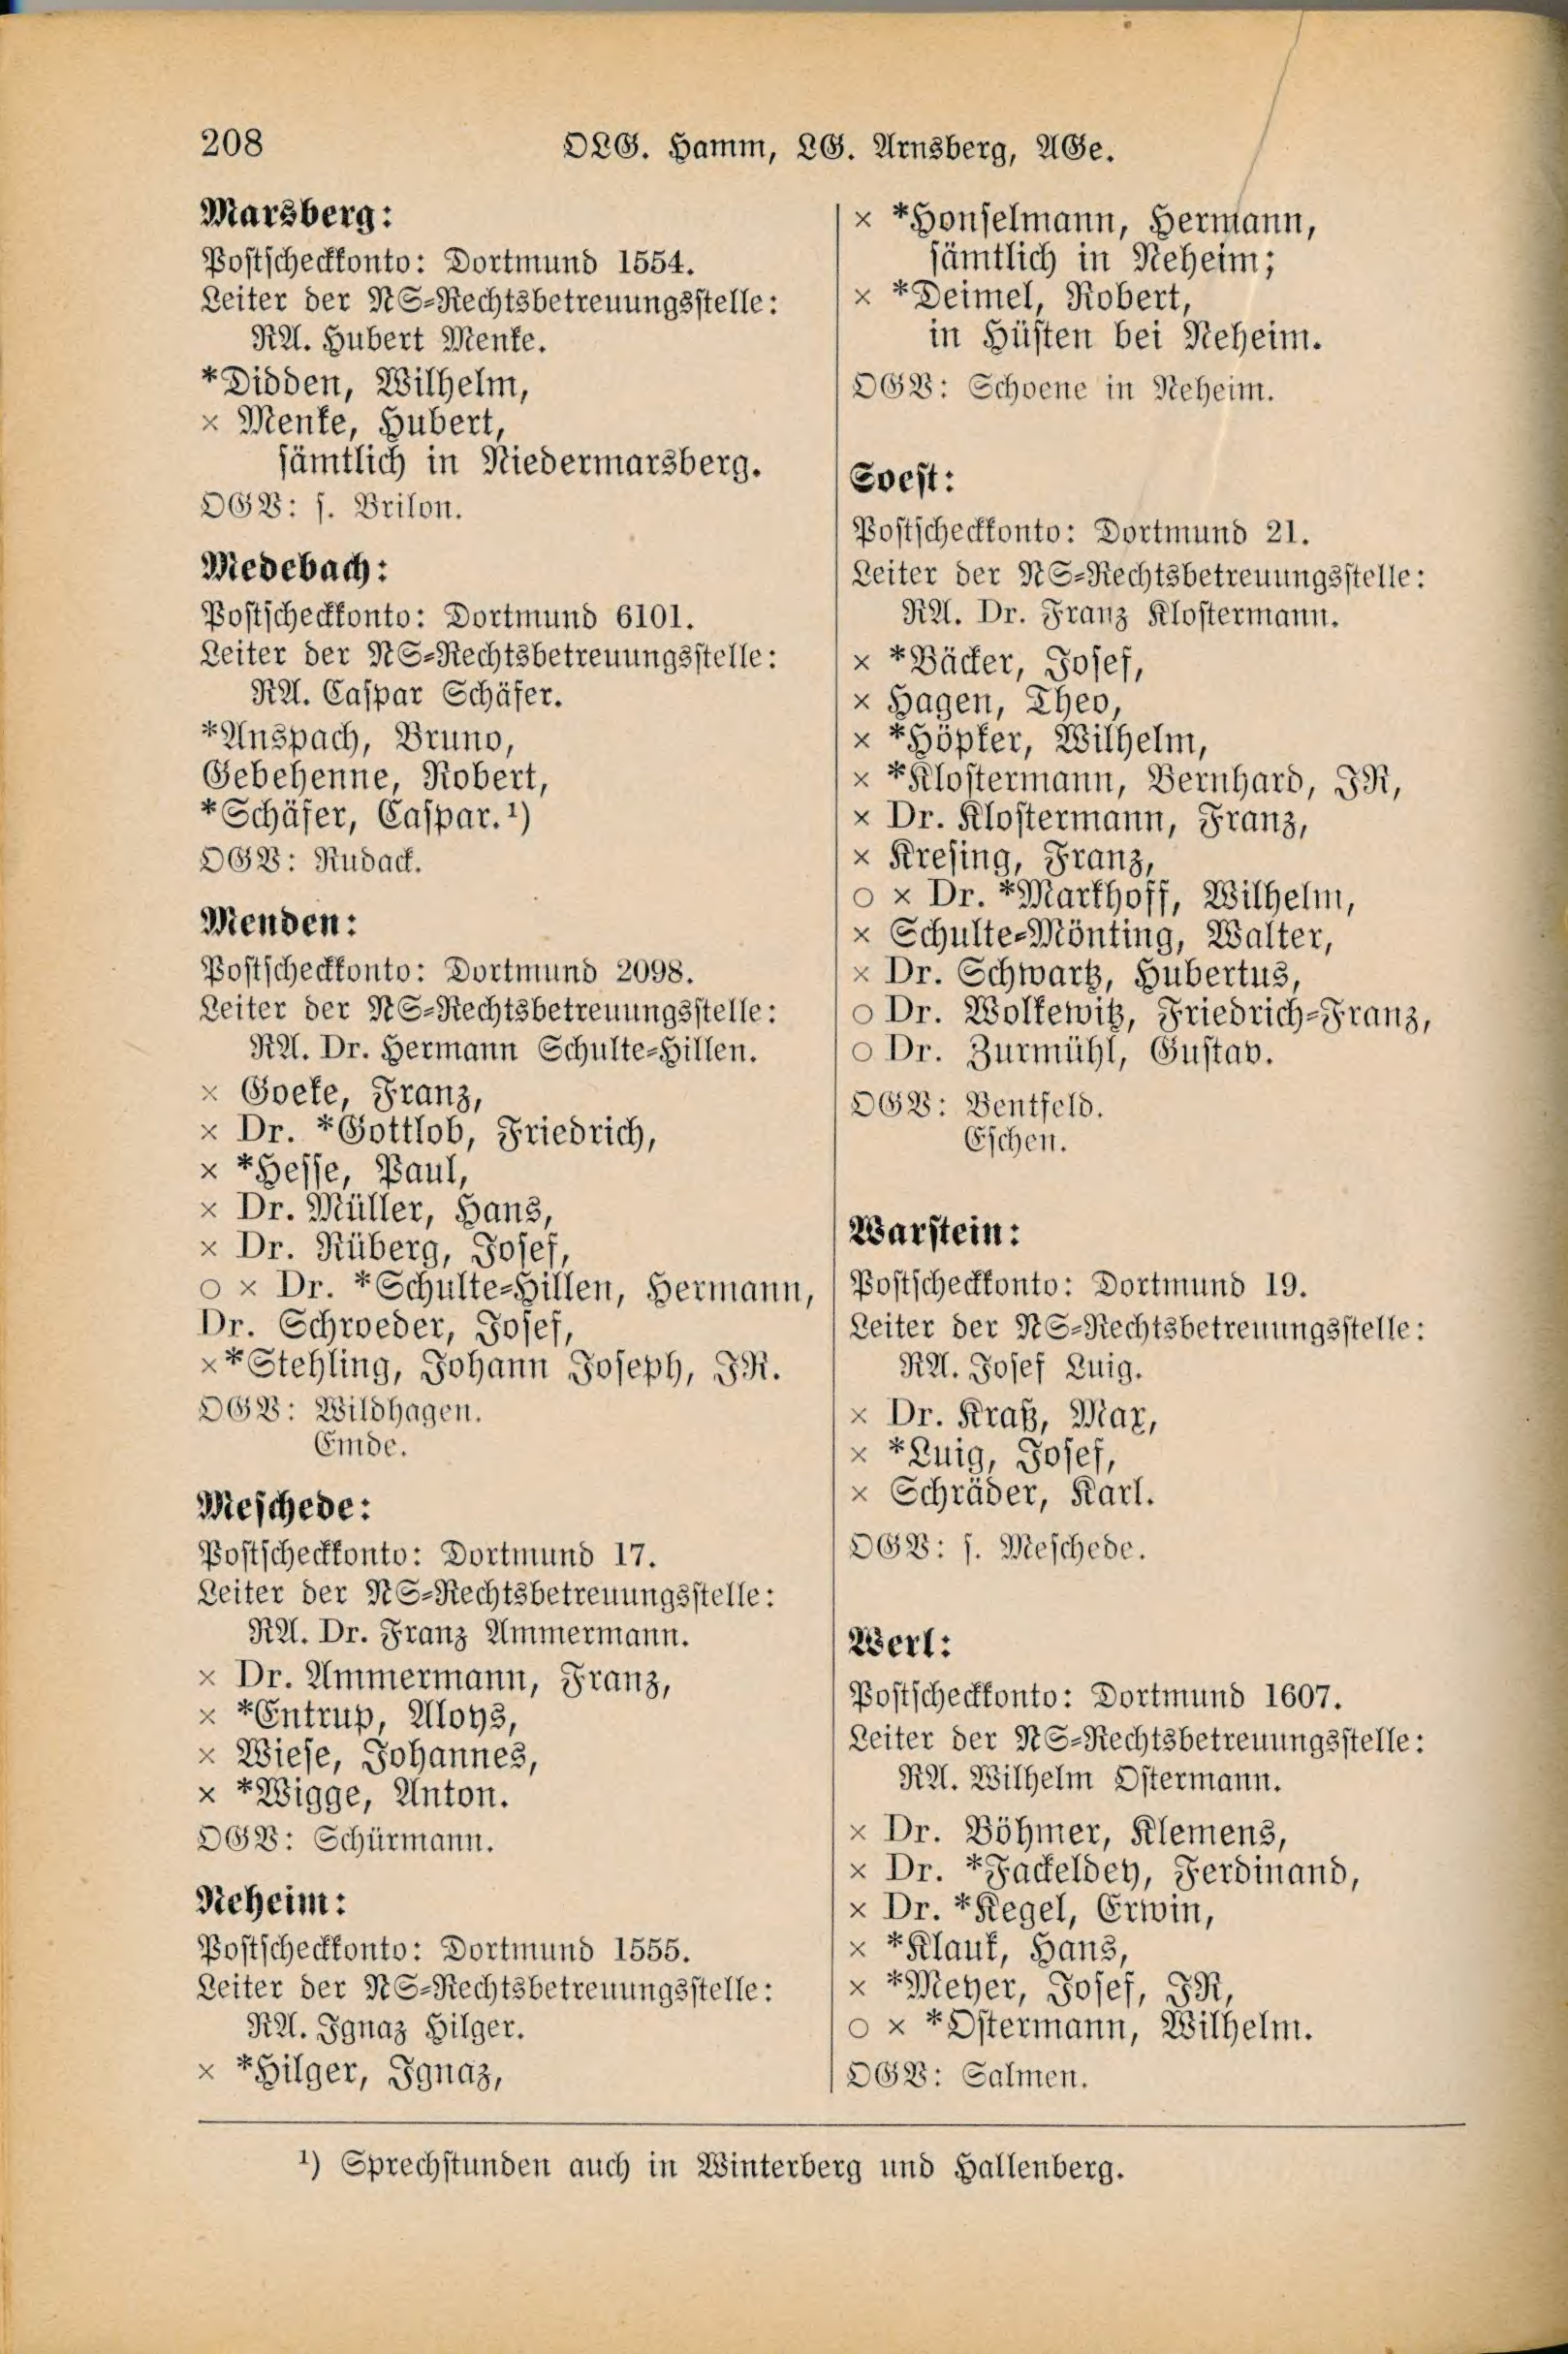 208
OLG. Hamm, LG. Arnsberg, AGe.
Marsberg:
Postscheckkonto: Dortmund 1554.
Leiter der NS-Rechtsbetreuungsstelle:
RA. Hubert Menke.
*Didden, Wilhelm,
× Menke, Hubert,
sämtlich in Niedermarsberg.
OGV: s. Brilon.
Medebach:
Postscheckkonto: Dortmund 6101.
Leiter der NS-Rechtsbetreuungsstelle:
RA. Caspar Schäfer.
*Anspach, Bruno,
Gebehenne, Robert,
*Schäfer, Caspar.¹)
OGV: Rudack.
Menden:
Postscheckkonto: Dortmund 2098.
Leiter der NS-Rechtsbetreuungsstelle:
RA. Dr. Hermann Schulte-Hillen.
× Goeke, Franz,
× Dr. *Gottlob, Friedrich,
× *Hesse, Paul,
× Dr. Müller, Hans,
× Dr. Rüberg, Josef,
○ × Dr. *Schulte-Hillen, Hermann,
Dr. Schroeder, Josef,
×*Stehling, Johann Joseph, JR.
OGV: Wildhagen.
Emde.
Meschede:
Postscheckkonto: Dortmund 17.
Leiter der NS-Rechtsbetreuungsstelle:
RA. Dr. Franz Ammermann.
× Dr. Ammermann, Franz,
× *Entrup, Aloys,
× Wiese, Johannes,
× *Wigge, Anton.
OGV: Schürmann.
Neheim:
Postscheckkonto: Dortmund 1555.
Leiter der NS-Rechtsbetreuungsstelle:
RA. Ignaz Hilger.
× *Hilger, Ignaz,
× *Honselmann, Hermann,
sämtlich in Neheim;
× *Deimel, Robert,
in Hüsten bei Neheim.
OGV: Schoene in Neheim.
Soest:
Postscheckkonto: Dortmund 21.
Leiter der NS-Rechtsbetreuungsstelle:
RA. Dr. Franz Klostermann.
× *Bäcker, Josef,
× Hagen, Theo,
× *Höpker, Wilhelm,
× *Klostermann, Bernhard, JR,
× Dr. Klostermann, Franz,
× Kresing, Franz,
○ × Dr. *Markhoff, Wilhelm,
× Schulte-Mönting, Walter,
× Dr. Schwartz, Hubertus,
○ Dr. Wolkewitz, Friedrich-Franz,
○ Dr. Zurmühl, Gustav.
OGV: Bentfeld.
Eschen.
Warstein:
Postscheckkonto: Dortmund 19.
Leiter der NS-Rechtsbetreuungsstelle:
RA. Josef Luig.
× Dr. Kraß, Max,
× *Luig, Josef,
× Schräder, Karl.
OGV: s. Meschede.
Werl:
Postscheckkonto: Dortmund 1607.
Leiter der NS-Rechtsbetreuungsstelle:
RA. Wilhelm Ostermann.
× Dr. Böhmer, Klemens,
× Dr. *Fackeldey, Ferdinand,
× Dr. *Kegel, Erwin,
× *Klauk, Hans,
× *Meyer, Josef, JR,
○ × *Ostermann, Wilhelm.
OGV: Salmen.
¹) Sprechstunden auch in Winterberg und Hallenberg.